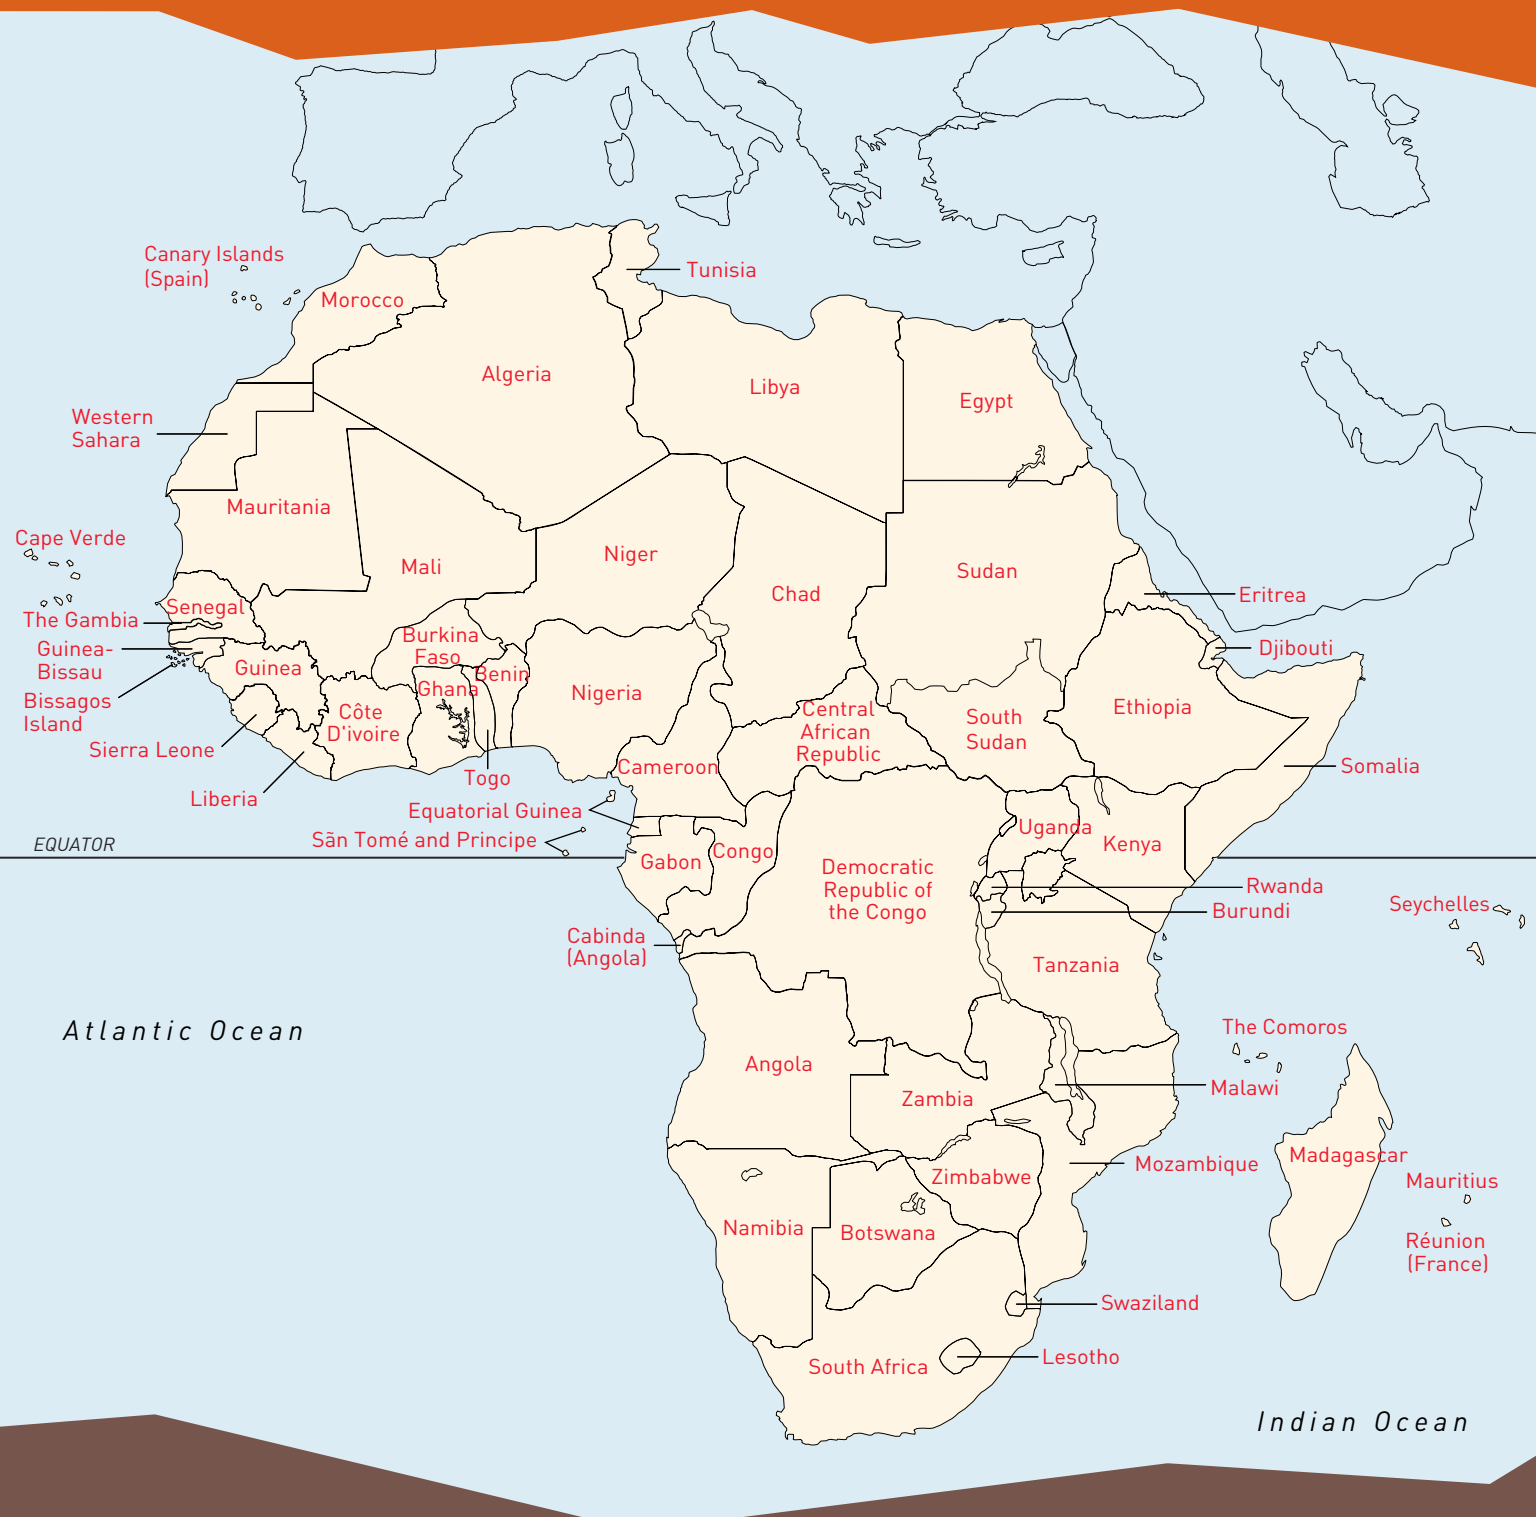 Canary Islands
(Spain)
Tunisia
Morocco
Algeria
Libya
Egypt
Western
Sahara
Mauritania
Cape Verde
Mali
Niger
Chad
Sudan
Eritrea
Senegal
The Gambia
Guinea-
Bissau
Bissagos
Island
Guinea
Burkina
Faso
Benin
Ghana
Nigeria
Djibouti
Ethiopia
Côte
D'ivoire
Central
African
Republic
South
Sudan
Sierra Leone
Liberia
Togo
Cameroon
Somalia
Equatorial Guinea
Sãn Tomé and Principe
EQUATOR
Gabon
Congo
Uganda
Kenya
Democratic
Republic of
the Congo
Rwanda
Burundi
Seychelles
Cabinda
(Angola)
Tanzania
Atlantic Ocean
The Comoros
Angola
Zambia
Malawi
Mozambique
Madagascar
Mauritius
Zimbabwe
Namibia
Botswana
Réunion
(France)
Swaziland
South Africa
Lesotho
Indian Ocean